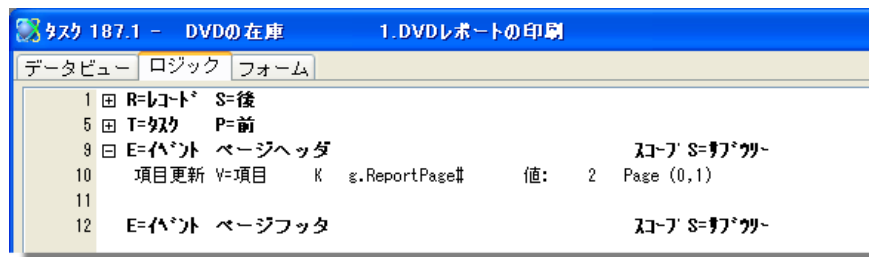 タスク 187.1 - DVDの在庫 1.DVDレポートの印刷
データビュー ロジック フォーム
1 R=レコード S=後
5 T=タスク P=前
9 E=イベント ページヘッダ スコープ S=サブツリー
10 項目更新 V=項目 K g.ReportPage# 値: 2 Page (0,1)
11
12 E=イベント ページフッタ スコープ S=サブツリー